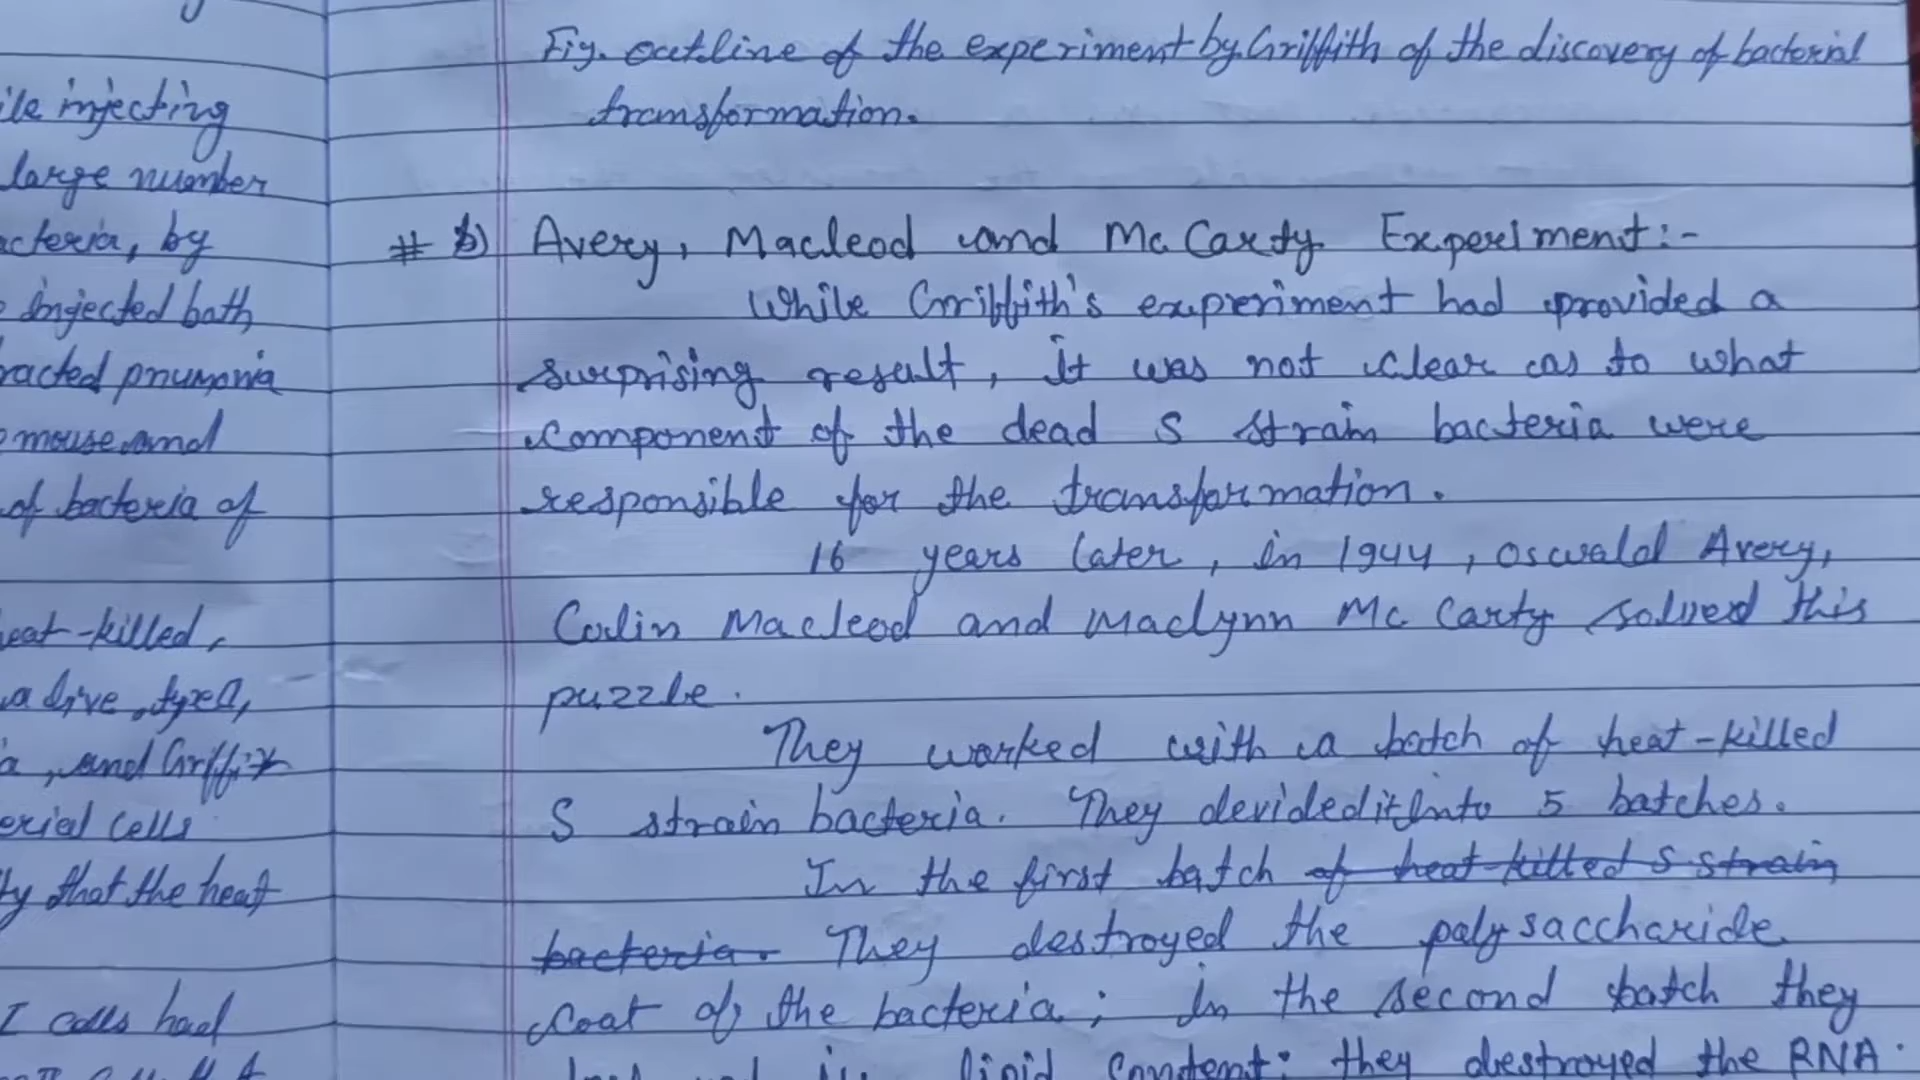 ile injecting
large number
acteria, by
injected bath
racted pnumonia
mouse and
of bacteria of
eat-killed,
a live, type II,
a, and Griffit
erial cells
ty that the heat
I cells had
Fig. outline of the experiment by Griffith of the discovery of bacterial
transformation.
# b) Avery, Macleod and Mc Carty Experiment:-
While Griffith's experiment had provided a
surprising result, it was not clear as to what
component of the dead S strain bacteria were
responsible for the transformation.
16 years later, in 1944, Oswald Avery,
Colin Macleod and Maclynn Mc Carty solved this
puzzle.
They worked with a batch of heat-killed
S strain bacteria. They devided it into 5 batches.
In the first batch of heat-killed S strain
bacteria. They destroyed the polysaccharide
coat of the bacteria; in the second batch they
lipid content; they destroyed the RNA.